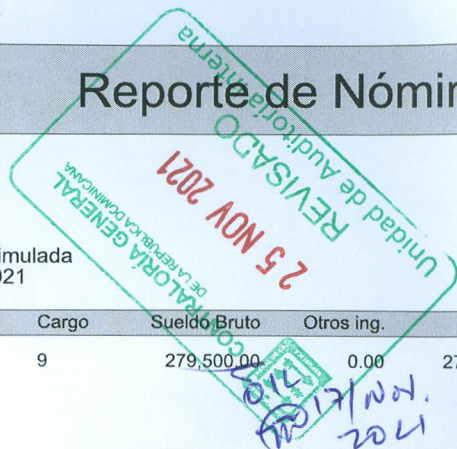 Reporte de Nómin
Unidad de Auditoría Interna
REVISADO
25 NOV 2021
CONTRALORÍA GENERAL
DE LA REPÚBLICA DOMINICANA
imulada
021
Cargo Sueldo Bruto Otros ing.
9 279,500.00 0.00 27
17/Nov.
2021